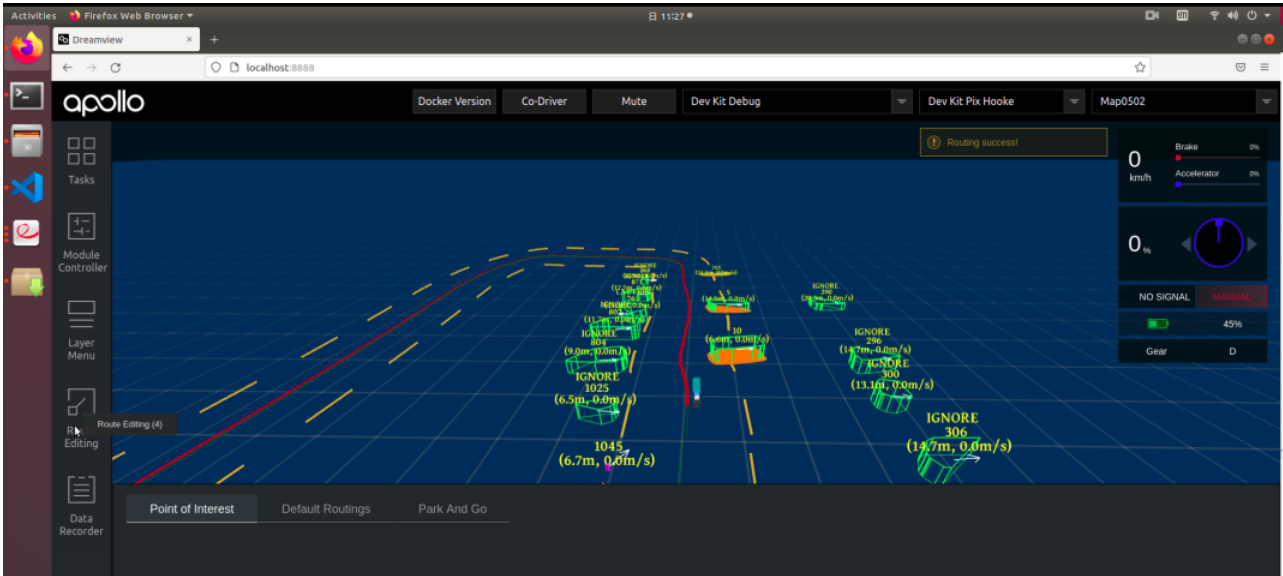 Activities Firefox Web Browser 日 11:27
Dreamview × +
localhost:8888
apollo Docker Version Co-Driver Mute Dev Kit Debug Dev Kit Pix Hooke Map0502
Routing success!
Tasks
Module
Controller
Layer
Menu
Route Editing (4)
Editing
Data
Recorder
0
km/h
Brake 0%
Accelerator 0%
0 %
NO SIGNAL MANUAL
45%
Gear D
IGNORE
290
5
10
(6.6m, 0.0m/s)
IGNORE
296
(14.7m, 0.0m/s)
IGNORE
300
(13.1m, 0.0m/s)
IGNORE
804
(9.0m, 0.0m/s)
IGNORE
1025
(6.5m, 0.0m/s)
IGNORE
306
(14.7m, 0.0m/s)
1045
(6.7m, 0.0m/s)
Point of Interest Default Routings Park And Go